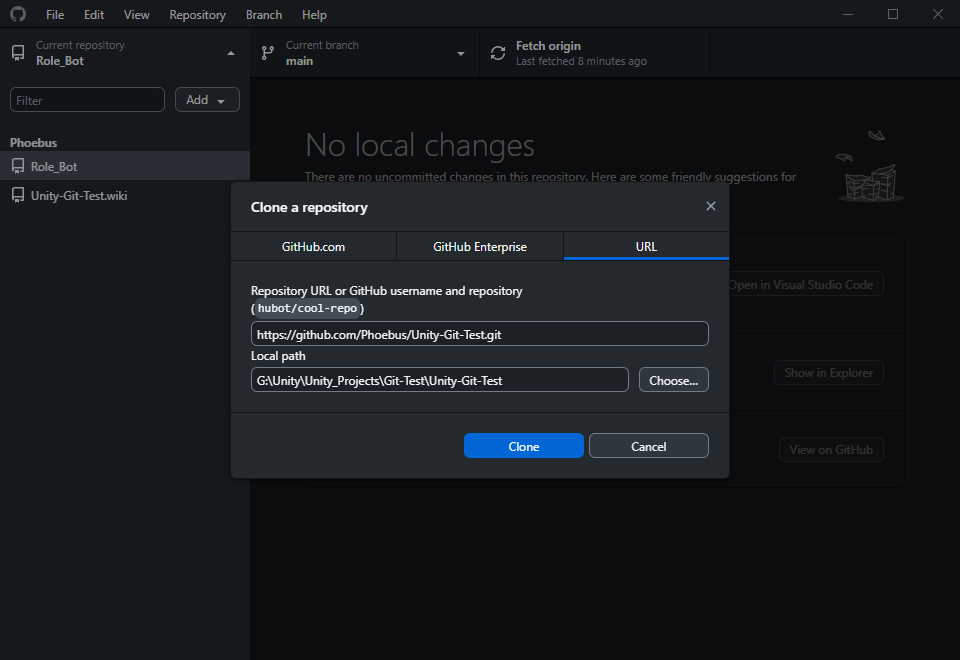 File Edit View Repository Branch Help
Current repository
Role_Bot
Current branch
main
Fetch origin
Last fetched 8 minutes ago
Filter
Add
Phoebus
Role_Bot
Unity-Git-Test.wiki
No local changes
There are no uncommitted changes in this repository. Here are some friendly suggestions for
Open in Visual Studio Code
Show in Explorer
View on GitHub
Clone a repository
GitHub.com GitHub Enterprise URL
Repository URL or GitHub username and repository
(hubot/cool-repo)
https://github.com/Phoebus/Unity-Git-Test.git
Local path
G:\Unity\Unity_Projects\Git-Test\Unity-Git-Test
Choose...
Clone Cancel